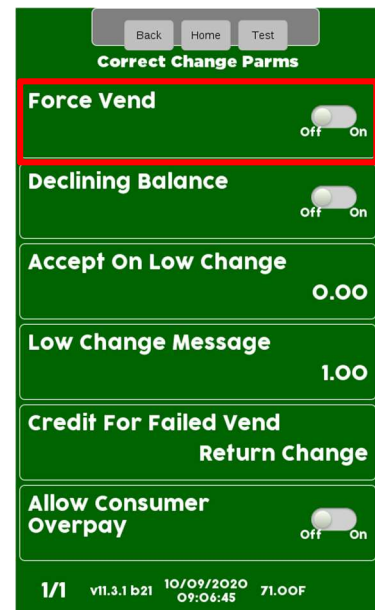 Back Home Test
Correct Change Parms
Force Vend
Off On
Declining Balance
Off On
Accept On Low Change
0.00
Low Change Message
1.00
Credit For Failed Vend
Return Change
Allow Consumer
Overpay
Off On
1/1 v11.3.1 b21 10/09/2020 09:06:45 71.00F